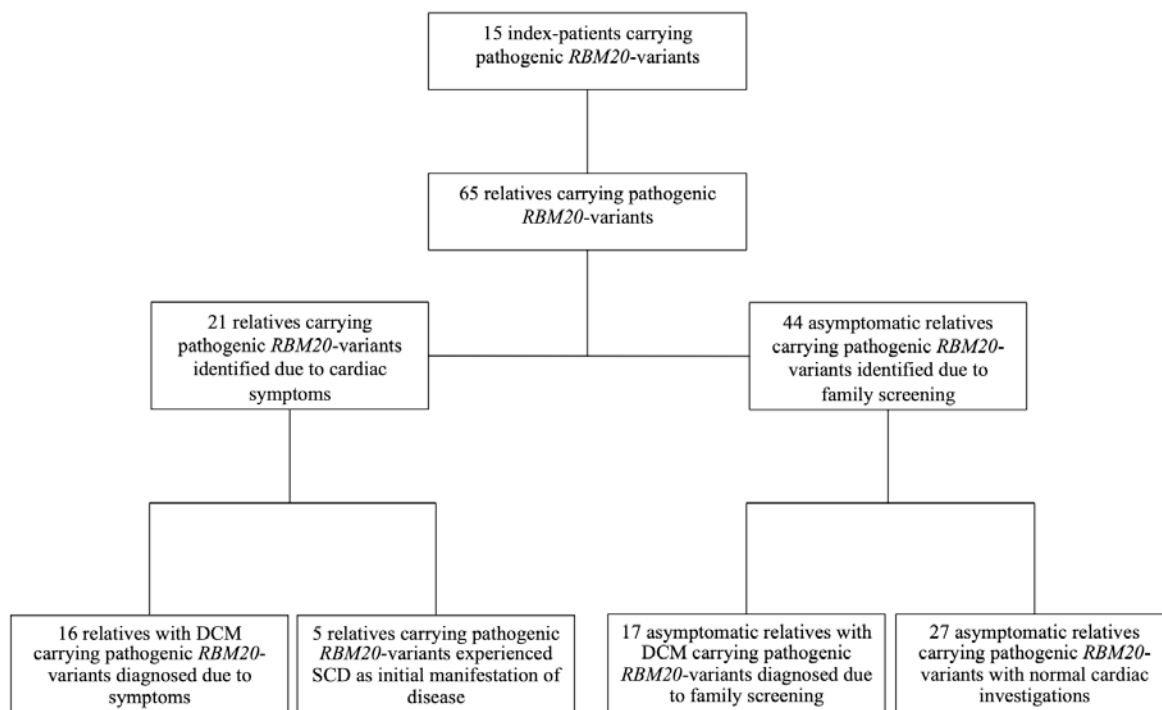 15 index-patients carrying
pathogenic RBM20-variants
65 relatives carrying pathogenic
RBM20-variants
21 relatives carrying
pathogenic RBM20-variants
identified due to cardiac
symptoms
44 asymptomatic relatives
carrying pathogenic RBM20-
variants identified due to
family screening
16 relatives with DCM
carrying pathogenic RBM20-
variants diagnosed due to
symptoms
5 relatives carrying pathogenic
RBM20-variants experienced
SCD as initial manifestation of
disease
17 asymptomatic relatives with
DCM carrying pathogenic
RBM20-variants diagnosed due
to family screening
27 asymptomatic relatives
carrying pathogenic RBM20-
variants with normal cardiac
investigations